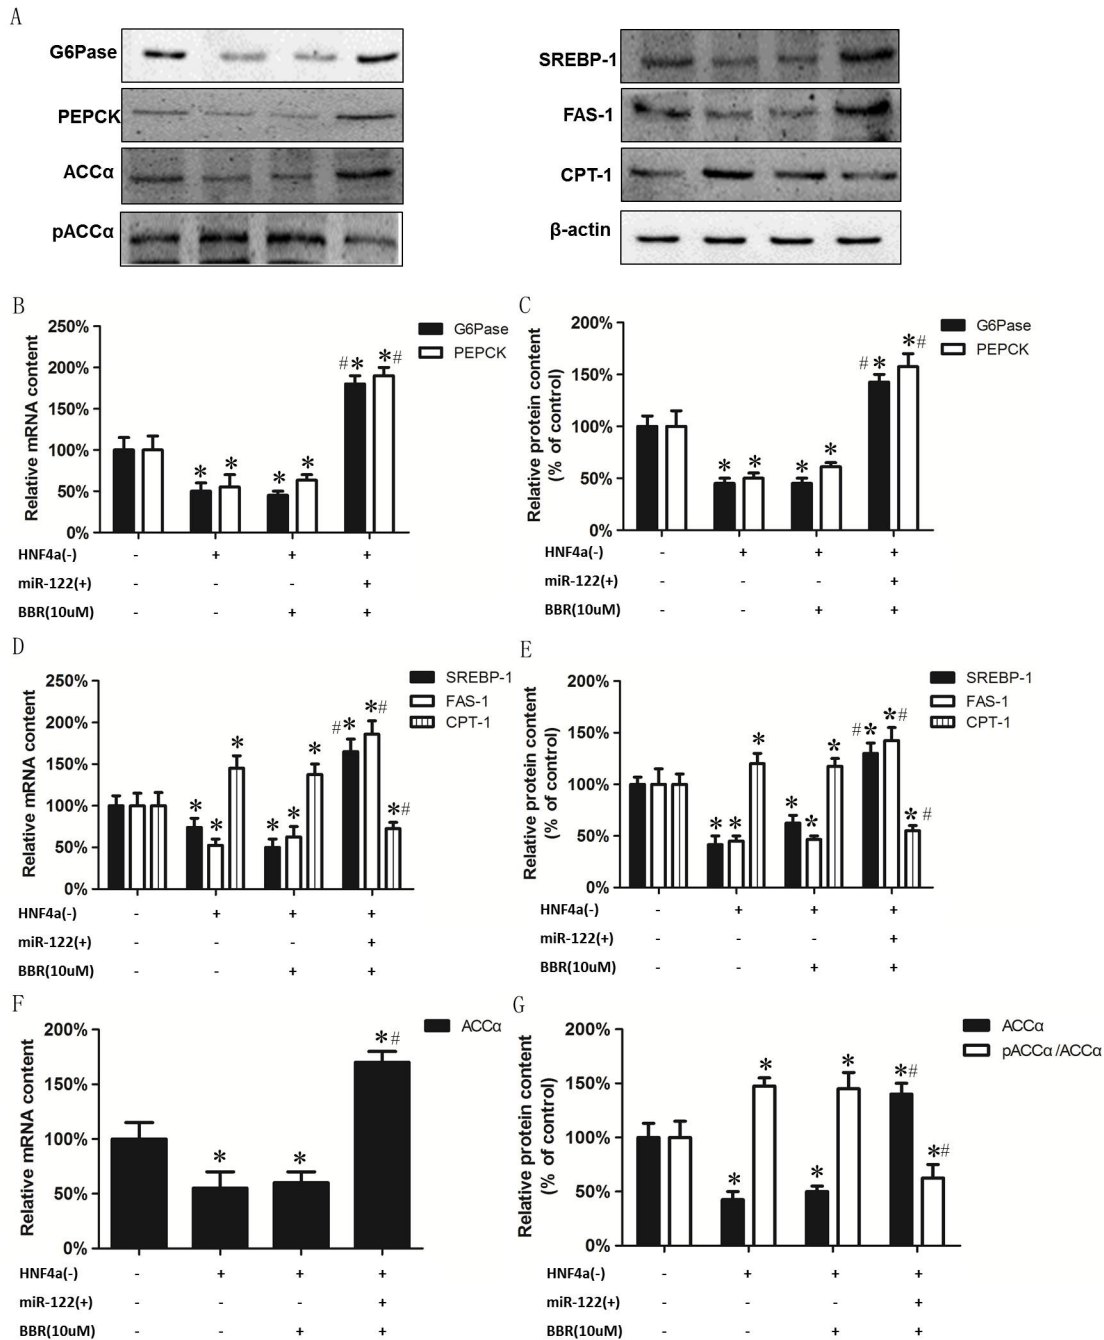 A
G6Pase
PEPCK
ACCα
pACCα
SREBP-1
FAS-1
CPT-1
β-actin
B
Relative mRNA content
250%
200%
150%
100%
50%
0%
G6Pase
PEPCK
* * * * #* *#
HNF4a(-) - + + +
miR-122(+) - - - +
BBR(10uM) - - + +
C
Relative protein content
(% of control)
200%
150%
100%
50%
0%
G6Pase
PEPCK
* * * * #* *#
HNF4a(-) - + + +
miR-122(+) - - - +
BBR(10uM) - - + +
D
Relative mRNA content
250%
200%
150%
100%
50%
0%
SREBP-1
FAS-1
CPT-1
* * * * * * #* *# *#
HNF4a(-) - + + +
miR-122(+) - - - +
BBR(10uM) - - + +
E
Relative protein content
(% of control)
200%
150%
100%
50%
0%
SREBP-1
FAS-1
CPT-1
* * * * * * #* *# *#
HNF4a(-) - + + +
miR-122(+) - - - +
BBR(10uM) - - + +
F
Relative mRNA content
200%
150%
100%
50%
0%
ACCα
* * *#
HNF4a(-) - + + +
miR-122(+) - - - +
BBR(10uM) - - + +
G
Relative protein content
(% of control)
200%
150%
100%
50%
0%
ACCα
pACCα/ACCα
* * * * *# *#
HNF4a(-) - + + +
miR-122(+) - - - +
BBR(10uM) - - + +